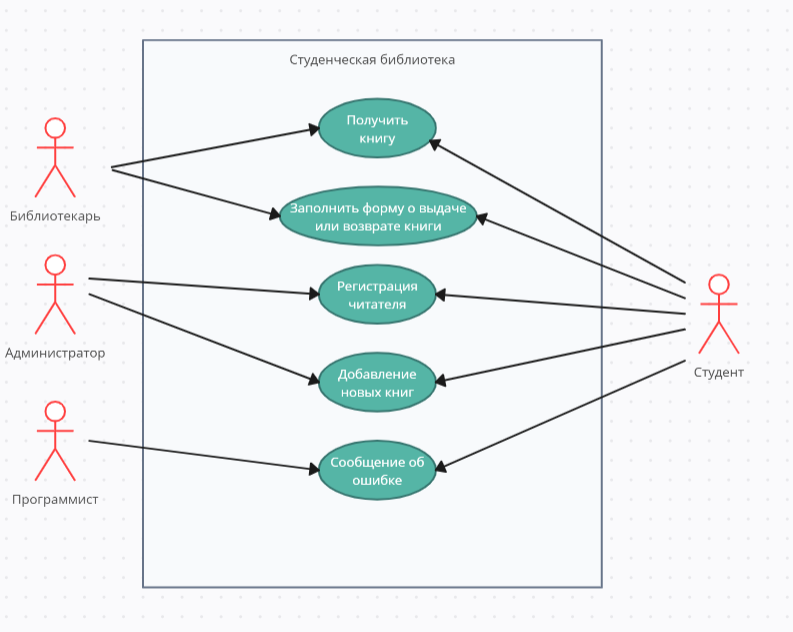 Студенческая библиотека
Получить
книгу
Заполнить форму о выдаче
или возврате книги
Библиотекарь
Регистрация
читателя
Администратор
Студент
Добавление
новых книг
Сообщение об
ошибке
Программист